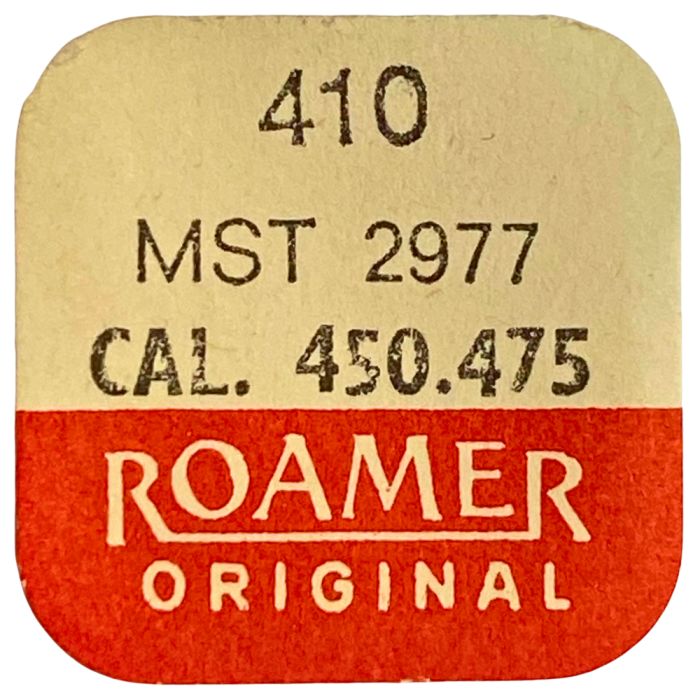 410
MST 2977
CAL. 450.475
ROAMER
ORIGINAL